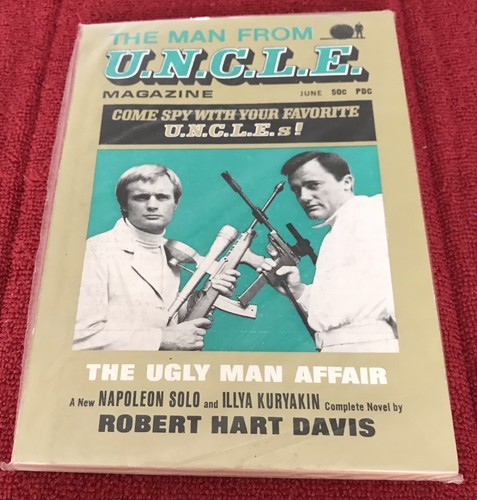 THE MAN FROM
U.N.C.L.E.
MAGAZINE JUNE 50C PDC
COME SPY WITH YOUR FAVORITE
U.N.C.L.E.s!
THE UGLY MAN AFFAIR
A New NAPOLEON SOLO and ILLYA KURYAKIN Complete Novel by
ROBERT HART DAVIS